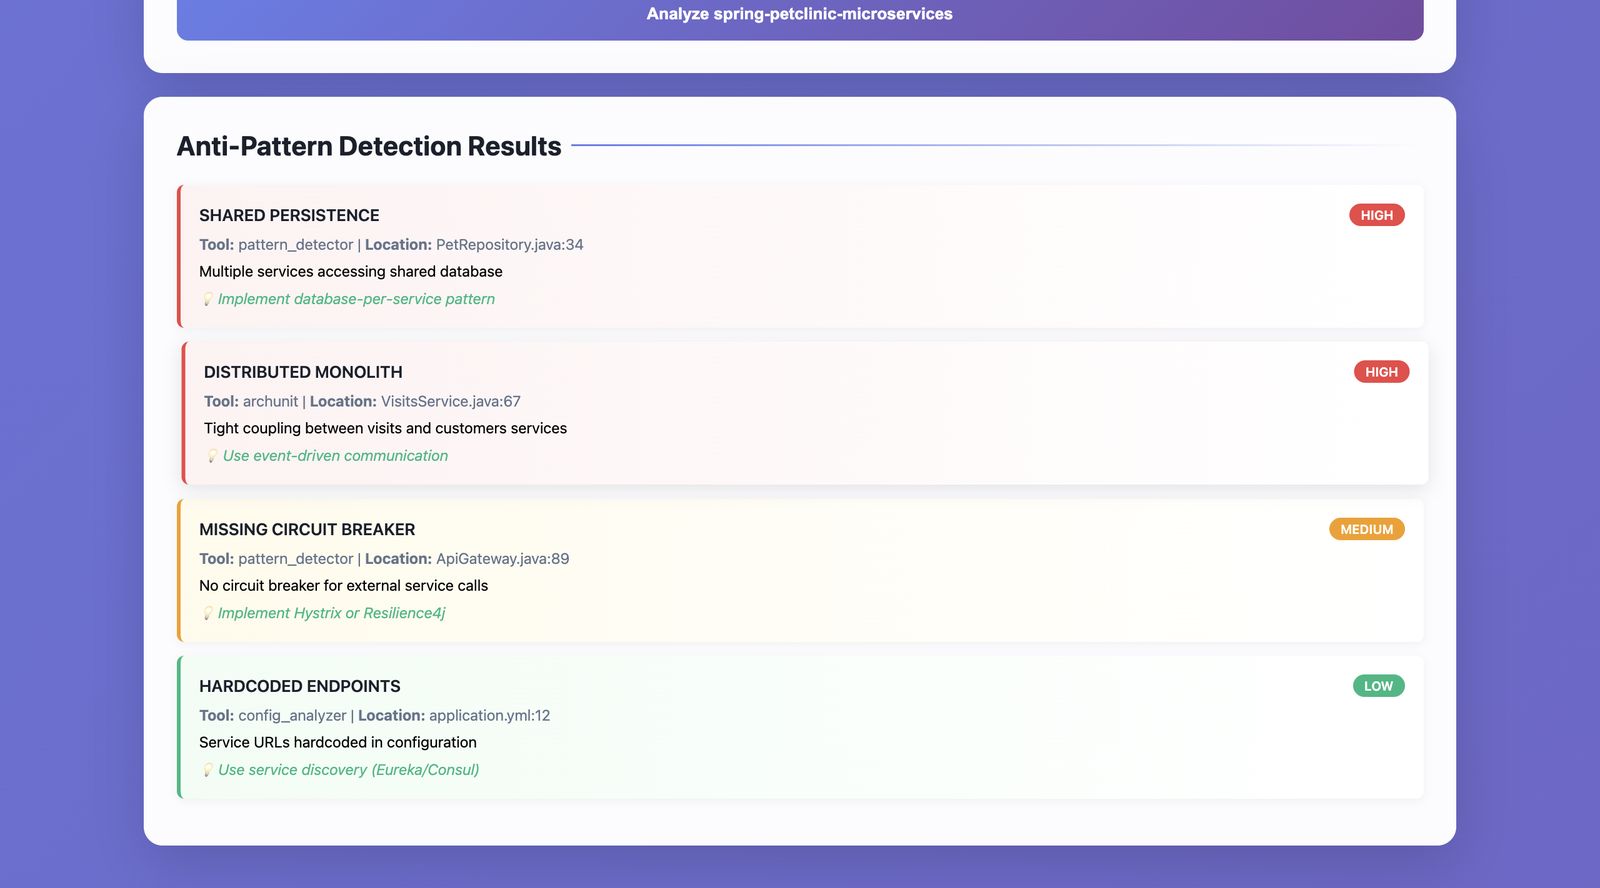 Analyze spring-petclinic-microservices
Anti-Pattern Detection Results
SHARED PERSISTENCE
HIGH
Tool: pattern_detector | Location: PetRepository.java:34
Multiple services accessing shared database
💡 Implement database-per-service pattern
DISTRIBUTED MONOLITH
HIGH
Tool: archunit | Location: VisitsService.java:67
Tight coupling between visits and customers services
💡 Use event-driven communication
MISSING CIRCUIT BREAKER
MEDIUM
Tool: pattern_detector | Location: ApiGateway.java:89
No circuit breaker for external service calls
💡 Implement Hystrix or Resilience4j
HARDCODED ENDPOINTS
LOW
Tool: config_analyzer | Location: application.yml:12
Service URLs hardcoded in configuration
💡 Use service discovery (Eureka/Consul)